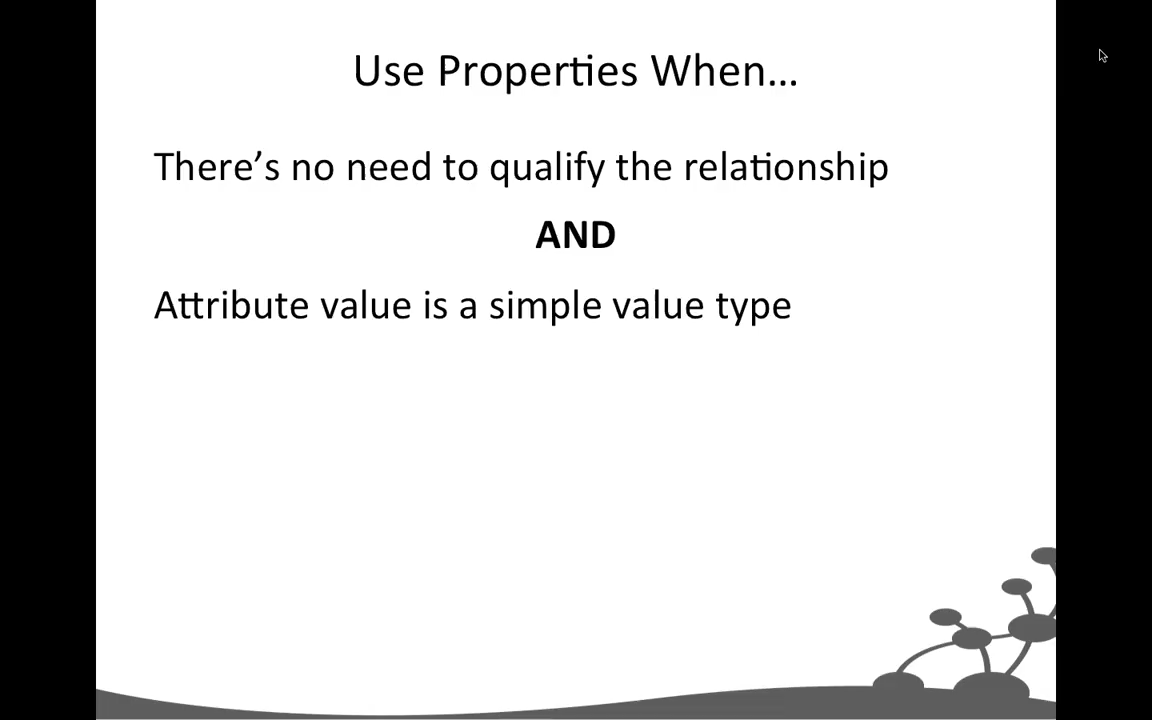 Use Properties When…
There’s no need to qualify the relationship
AND
Attribute value is a simple value type